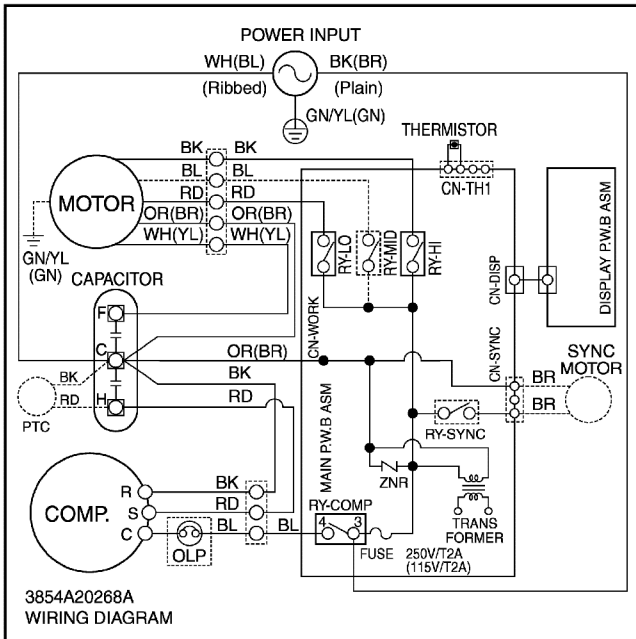 POWER INPUT
WH(BL) BK(BR)
(Ribbed) (Plain)
GN/YL(GN)
THERMISTOR
CN-TH1
BK BK
BL BL
RD RD
OR(BR) OR(BR)
WH(YL) WH(YL)
MOTOR
GN/YL
(GN)
RY-LO
RY-MID
RY-HI
CN-DISP
DISPLAY P.W.B ASM
CAPACITOR
F
C
H
CN-WORK
OR(BR)
BK
RD
BK
RD
PTC
CN-SYNC
SYNC
MOTOR
BR
BR
RY-SYNC
MAIN P.W.B ASM
ZNR
TRANS
FORMER
COMP.
R
S
C
BK
RD
BL BL
OLP
RY-COMP
4 3
FUSE
250V/T2A
(115V/T2A)
3854A20268A
WIRING DIAGRAM